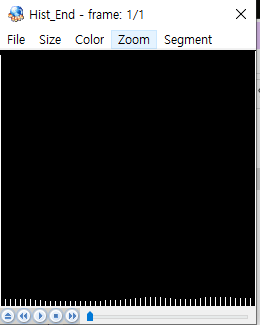 Hist_End - frame: 1/1
File Size Color Zoom Segment